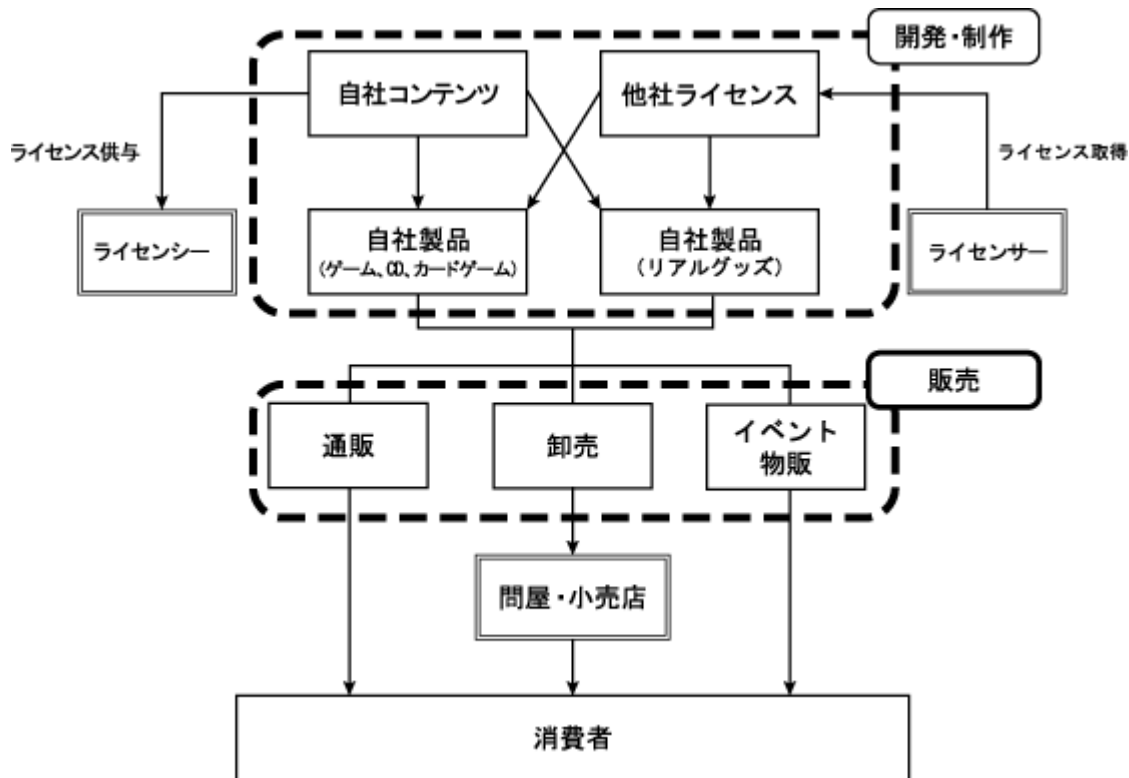 開発・制作
自社コンテンツ
他社ライセンス
ライセンス供与
ライセンス取得
ライセンシー
自社製品
(ゲーム、CD、カードゲーム)
自社製品
(リアルグッズ)
ライセンサー
販売
通販
卸売
イベント
物販
問屋・小売店
消費者